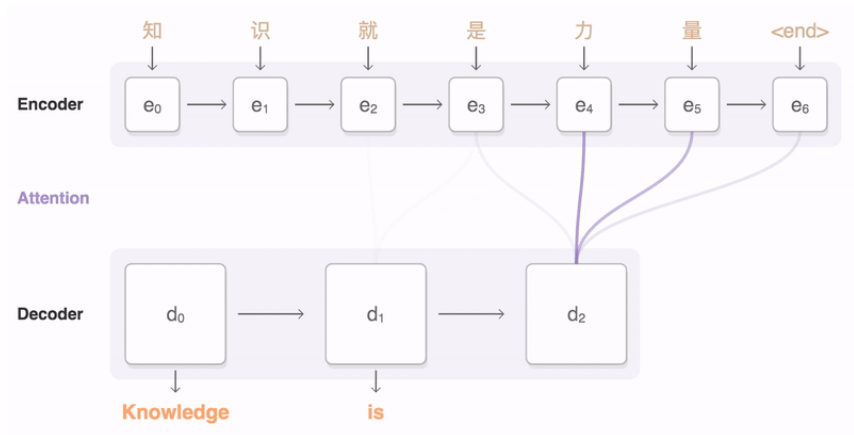 知 识 就 是 力 量 <end>
Encoder e₀ e₁ e₂ e₃ e₄ e₅ e₆
Attention
Decoder d₀ d₁ d₂
Knowledge is